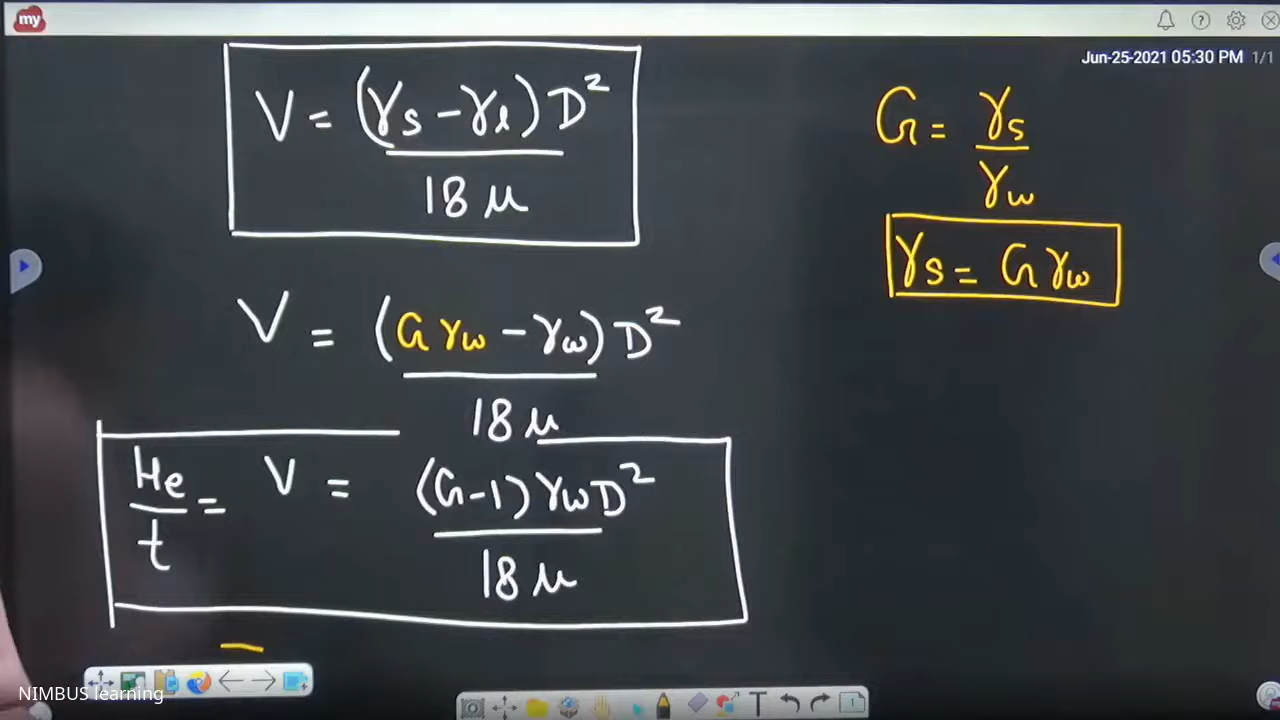 my
Jun-25-2021 05:30 PM 1/1
V = (γs - γl) D²
18 μ
G = γs
γw
γs = G γw
V = (G γw - γw) D²
18 μ
He
t
= V = (G-1) γw D²
18 μ
NIMBUS learning
T
1